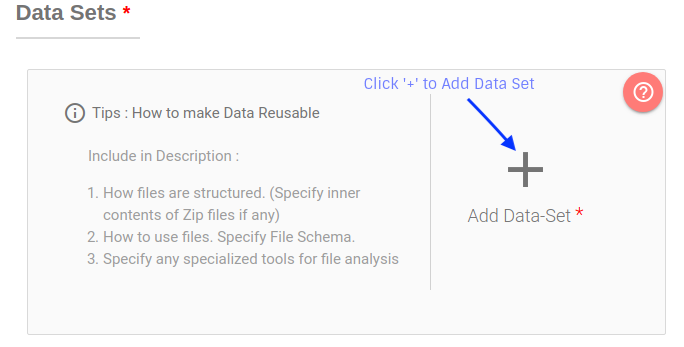 Data Sets *
Click '+' to Add Data Set
Tips : How to make Data Reusable
Include in Description :
1. How files are structured. (Specify inner
contents of Zip files if any)
2. How to use files. Specify File Schema.
3. Specify any specialized tools for file analysis
Add Data-Set *